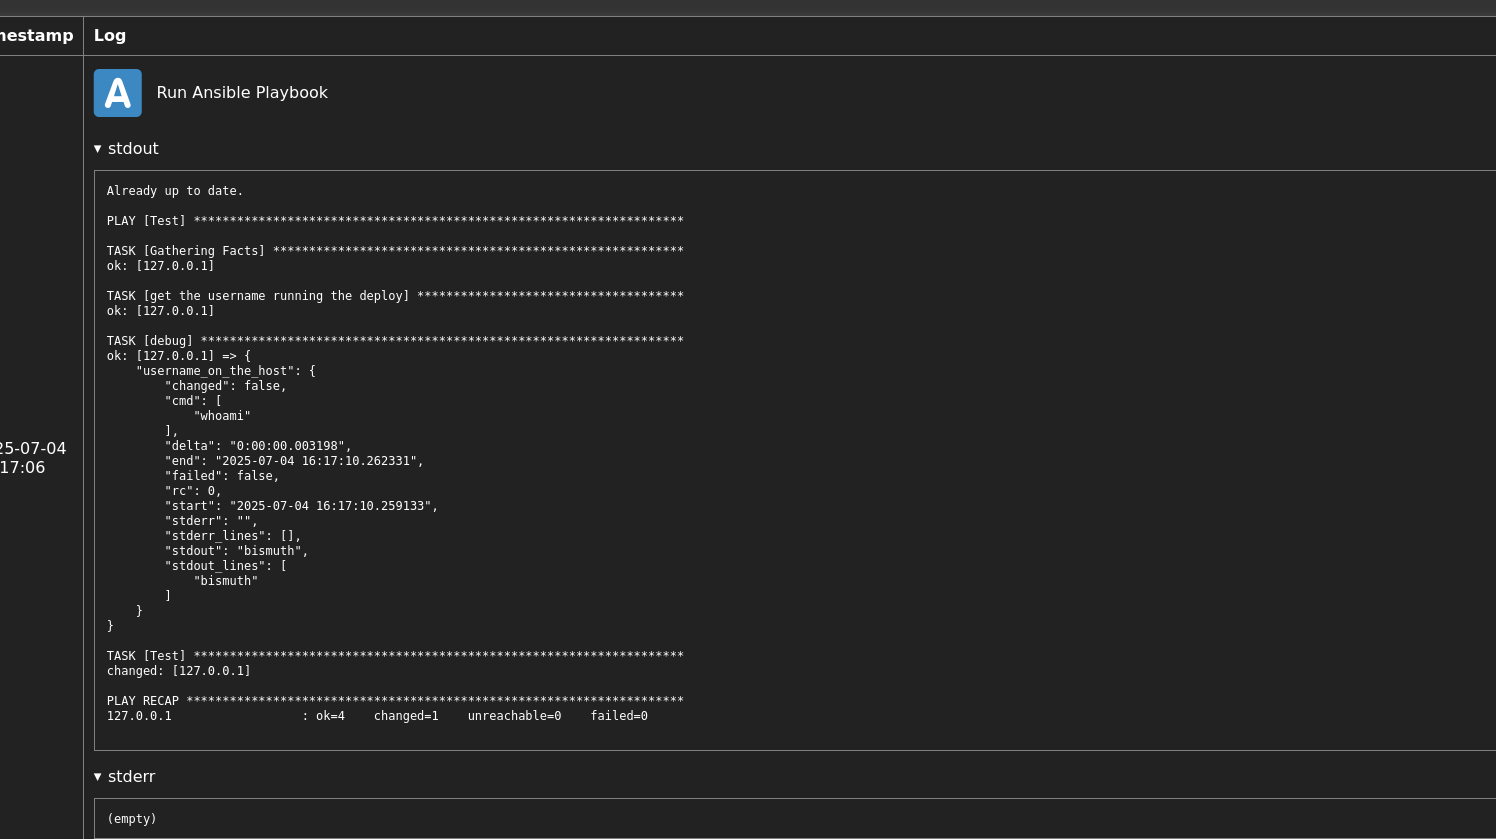 mestamp Log
A Run Ansible Playbook
▼ stdout
Already up to date.
PLAY [Test] ********************************************************************
TASK [Gathering Facts] *********************************************************
ok: [127.0.0.1]
TASK [get the username running the deploy] *************************************
ok: [127.0.0.1]
TASK [debug] *******************************************************************
ok: [127.0.0.1] => {
    "username_on_the_host": {
        "changed": false,
        "cmd": [
            "whoami"
        ],
        "delta": "0:00:00.003198",
        "end": "2025-07-04 16:17:10.262331",
        "failed": false,
        "rc": 0,
        "start": "2025-07-04 16:17:10.259133",
        "stderr": "",
        "stderr_lines": [],
        "stdout": "bismuth",
        "stdout_lines": [
            "bismuth"
        ]
    }
}
TASK [Test] ********************************************************************
changed: [127.0.0.1]
PLAY RECAP *********************************************************************
127.0.0.1                  : ok=4    changed=1    unreachable=0    failed=0
25-07-04
17:06
▼ stderr
(empty)